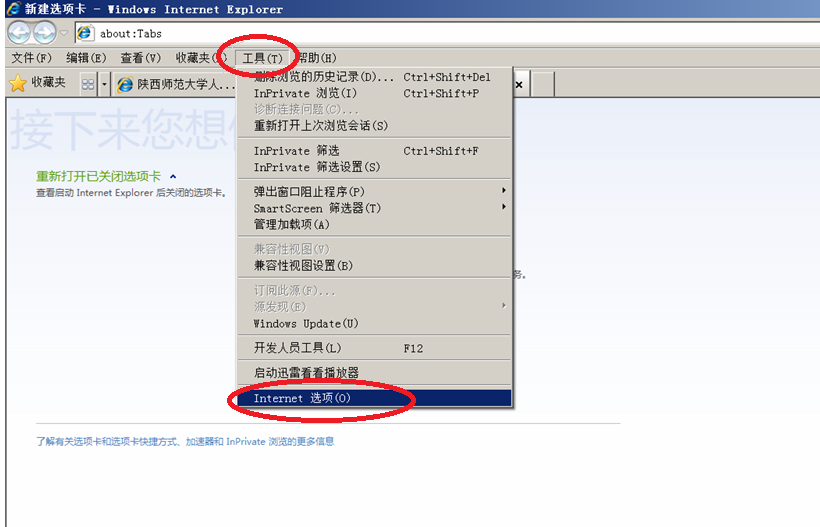 新建选项卡 - Windows Internet Explorer
about:Tabs
文件(F) 编辑(E) 查看(V) 收藏夹 工具(T) 帮助(H)
收藏夹 陕西师范大学人...
接下来您想
重新打开已关闭选项卡
查看启动 Internet Explorer 后关闭的选项卡。
删除浏览的历史记录(D)... Ctrl+Shift+Del
InPrivate 浏览(I) Ctrl+Shift+P
诊断连接问题(C)...
重新打开上次浏览会话(S)
InPrivate 筛选 Ctrl+Shift+F
InPrivate 筛选设置(S)
弹出窗口阻止程序(P)
SmartScreen 筛选器(T)
管理加载项(A)
兼容性视图(V)
兼容性视图设置(B)
务。
订阅此源(F)...
源发现(E)
Windows Update(U)
开发人员工具(L) F12
启动迅雷看看播放器
Internet 选项(O)
了解有关选项卡和选项卡快捷方式、加速器和 InPrivate 浏览的更多信息